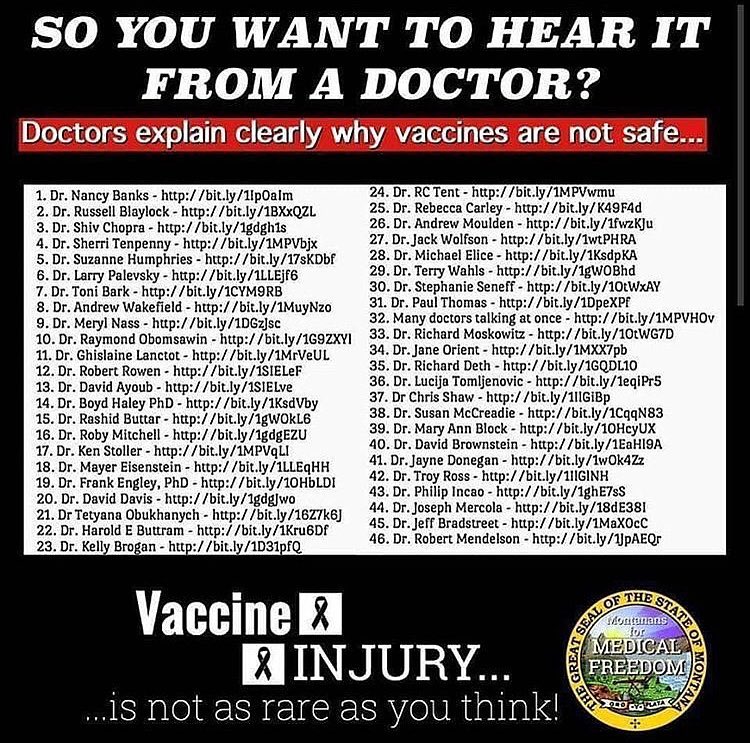 SO YOU WANT TO HEAR IT
FROM A DOCTOR?
Doctors explain clearly why vaccines are not safe...
1. Dr. Nancy Banks - http://bit.ly/1IpOaIm
2. Dr. Russell Blaylock - http://bit.ly/1BXxQZL
3. Dr. Shiv Chopra - http://bit.ly/1gdgh1s
4. Dr. Sherri Tenpenny - http://bit.ly/1MPVbjx
5. Dr. Suzanne Humphries - http://bit.ly/17sKDbf
6. Dr. Larry Palevsky - http://bit.ly/1LLEjf6
7. Dr. Toni Bark - http://bit.ly/1CYM9RB
8. Dr. Andrew Wakefield - http://bit.ly/1MuyNzo
9. Dr. Meryl Nass - http://bit.ly/1DGzJsc
10. Dr. Raymond Obomsawin - http://bit.ly/1G9ZXYI
11. Dr. Ghislaine Lanctot - http://bit.ly/1MrVeUL
12. Dr. Robert Rowen - http://bit.ly/1SIELeF
13. Dr. David Ayoub - http://bit.ly/1SIELve
14. Dr. Boyd Haley PhD - http://bit.ly/1KsdVby
15. Dr. Rashid Buttar - http://bit.ly/1gWOkL6
16. Dr. Roby Mitchell - http://bit.ly/1gdgEZU
17. Dr. Ken Stoller - http://bit.ly/1MPVqLI
18. Dr. Mayer Eisenstein - http://bit.ly/1LLEqHH
19. Dr. Frank Engley, PhD - http://bit.ly/1OHbLDI
20. Dr. David Davis - http://bit.ly/1gdgJwo
21. Dr Tetyana Obukhanych - http://bit.ly/16Z7k6J
22. Dr. Harold E Buttram - http://bit.ly/1Kru6Df
23. Dr. Kelly Brogan - http://bit.ly/1D31pfQ
24. Dr. RC Tent - http://bit.ly/1MPVwmu
25. Dr. Rebecca Carley - http://bit.ly/K49F4d
26. Dr. Andrew Moulden - http://bit.ly/1fwzKJu
27. Dr. Jack Wolfson - http://bit.ly/1wtPHRA
28. Dr. Michael Elice - http://bit.ly/1KsdpKA
29. Dr. Terry Wahls - http://bit.ly/1gWOBhd
30. Dr. Stephanie Seneff - http://bit.ly/1OtWxAY
31. Dr. Paul Thomas - http://bit.ly/1DpeXPf
32. Many doctors talking at once - http://bit.ly/1MPVHOv
33. Dr. Richard Moskowitz - http://bit.ly/1OtWG7D
34. Dr. Jane Orient - http://bit.ly/1MXX7pb
35. Dr. Richard Deth - http://bit.ly/1GQDL1O
36. Dr. Lucija Tomljenovic - http://bit.ly/1eqiPr5
37. Dr Chris Shaw - http://bit.ly/1IlGiBp
38. Dr. Susan McCreadie - http://bit.ly/1CqqN83
39. Dr. Mary Ann Block - http://bit.ly/1OHcyUX
40. Dr. David Brownstein - http://bit.ly/1EaHl9A
41. Dr. Jayne Donegan - http://bit.ly/1wOk4Zz
42. Dr. Troy Ross - http://bit.ly/1IlGINH
43. Dr. Philip Incao - http://bit.ly/1ghE7sS
44. Dr. Joseph Mercola - http://bit.ly/18dE38I
45. Dr. Jeff Bradstreet - http://bit.ly/1MaXOcC
46. Dr. Robert Mendelson - http://bit.ly/1JpAEQr
Vaccine
INJURY...
...is not as rare as you think!
THE GREAT SEAL OF THE STATE OF MONTANA
Montanans
for
MEDICAL
FREEDOM
ORO Y PLATA